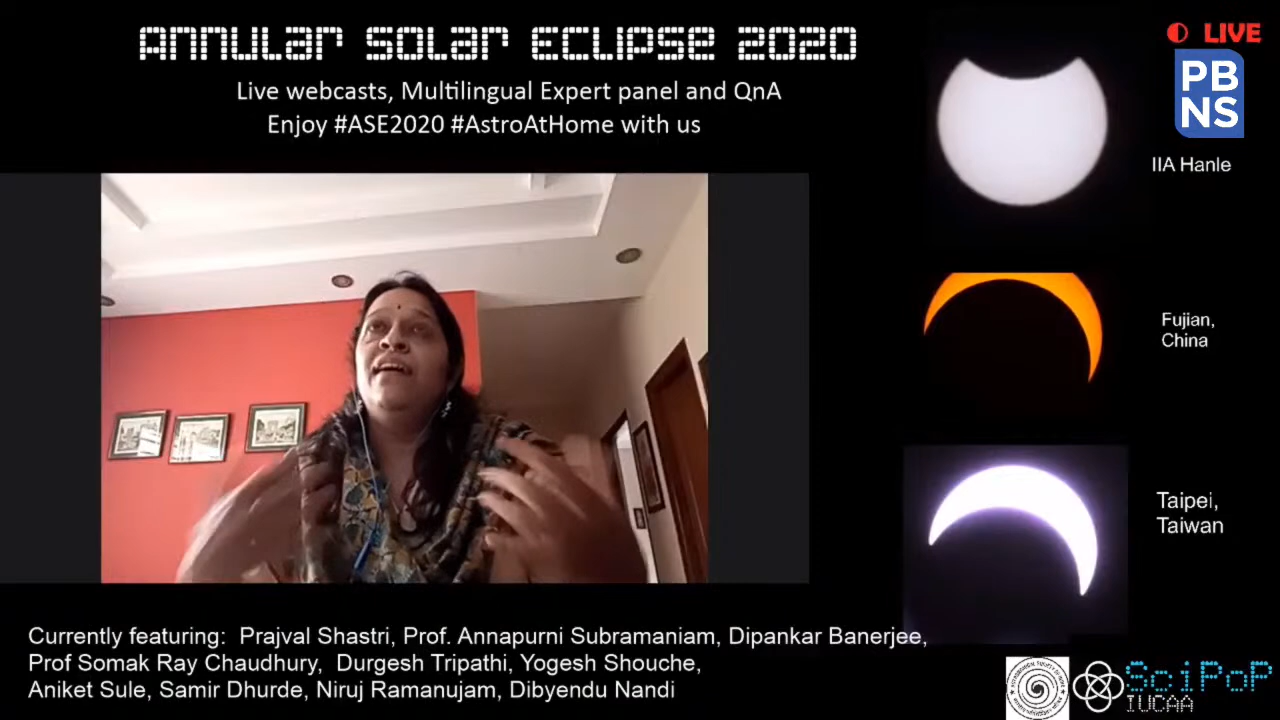 ANNULAR SOLAR ECLIPSE 2020
Live webcasts, Multilingual Expert panel and QnA
Enjoy #ASE2020 #AstroAtHome with us
LIVE
PB
NS
IIA Hanle
Fujian,
China
Taipei,
Taiwan
Currently featuring: Prajval Shastri, Prof. Annapurni Subramaniam, Dipankar Banerjee,
Prof Somak Ray Chaudhury, Durgesh Tripathi, Yogesh Shouche,
Aniket Sule, Samir Dhurde, Niruj Ramanujam, Dibyendu Nandi
SciPoP
IUCAA